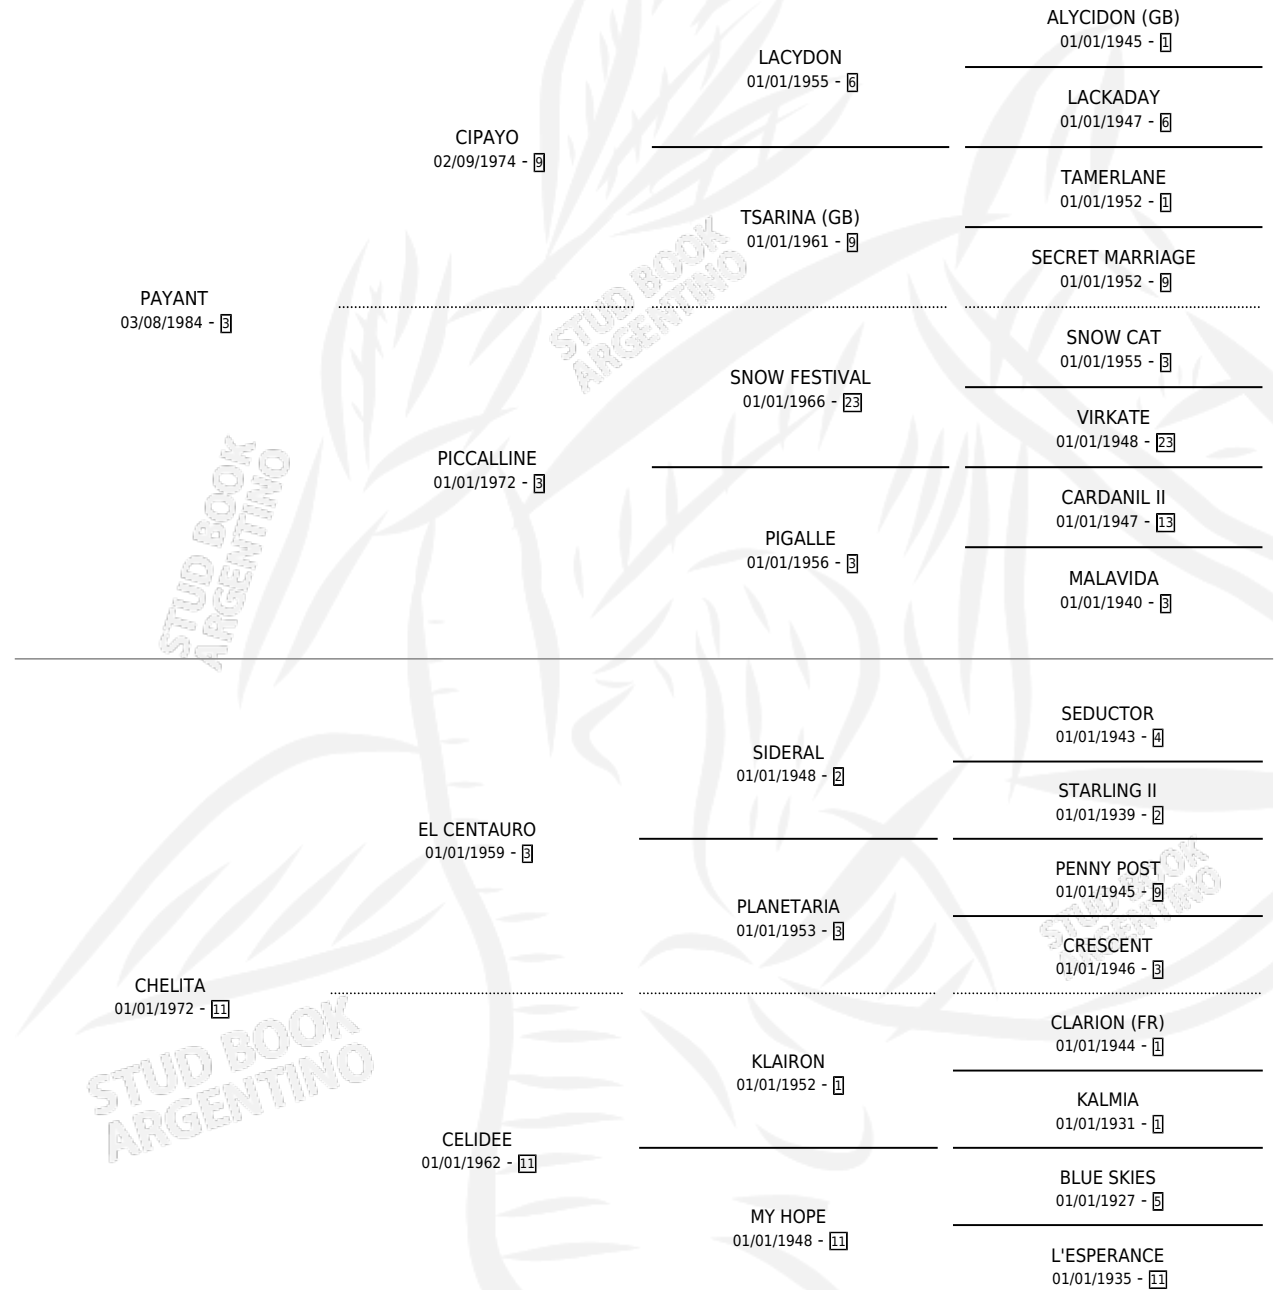 ALYCIDON (GB)
01/01/1945 - 1
LACYDON
01/01/1955 - 6
LACKADAY
01/01/1947 - 6
CIPAYO
02/09/1974 - 9
TAMERLANE
01/01/1952 - 1
TSARINA (GB)
01/01/1961 - 9
SECRET MARRIAGE
01/01/1952 - 9
PAYANT
03/08/1984 - 3
SNOW CAT
01/01/1955 - 3
SNOW FESTIVAL
01/01/1966 - 23
VIRKATE
01/01/1948 - 23
PICCALLINE
01/01/1972 - 3
CARDANIL II
01/01/1947 - 13
PIGALLE
01/01/1956 - 3
MALAVIDA
01/01/1940 - 3
SEDUCTOR
01/01/1943 - 4
SIDERAL
01/01/1948 - 2
STARLING II
01/01/1939 - 2
EL CENTAURO
01/01/1959 - 3
PENNY POST
01/01/1945 - 9
PLANETARIA
01/01/1953 - 3
CRESCENT
01/01/1946 - 3
CHELITA
01/01/1972 - 11
CLARION (FR)
01/01/1944 - 1
KLAIRON
01/01/1952 - 1
KALMIA
01/01/1931 - 1
CELIDEE
01/01/1962 - 11
BLUE SKIES
01/01/1927 - 5
MY HOPE
01/01/1948 - 11
L'ESPERANCE
01/01/1935 - 11
STUD BOOK
ARGENTINO
STUD BOOK
ARGENTINO
STUD BOOK
ARGENTINO
STUD BOOK
ARGENTINO